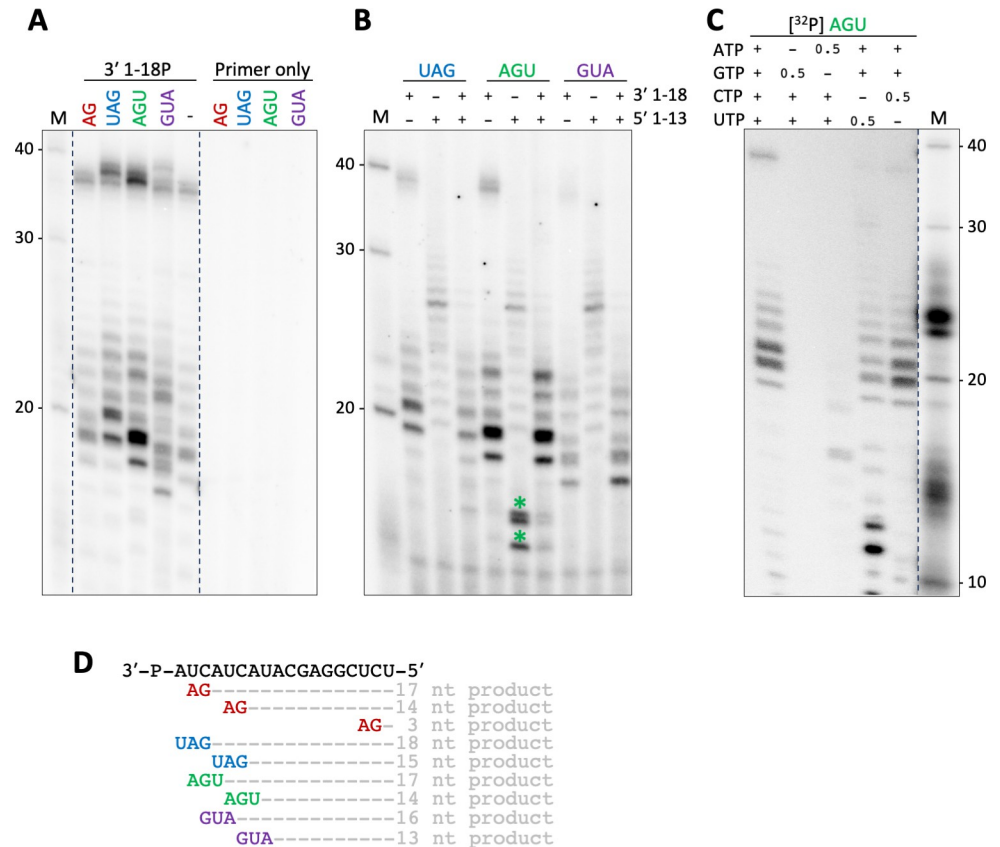 A
3′ 1-18P Primer only
M AG UAG AGU GUA - AG UAG AGU GUA
40
30
20
B
UAG AGU GUA
+ – + + – + + – + 3′ 1-18
M – + + – + + – + + 5′ 1-13
40
30
20
*
*
C
[³²P] AGU
ATP + – 0.5 + +
GTP + 0.5 – + +
CTP + + + – 0.5
UTP + + + 0.5 – M
40
30
20
10
D
3′-P-AUCAUCAUACGAGGCUCU-5′
AG---------------17 nt product
AG------------14 nt product
AG- 3 nt product
UAG---------------18 nt product
UAG------------15 nt product
AGU--------------17 nt product
AGU-----------14 nt product
GUA-------------16 nt product
GUA----------13 nt product